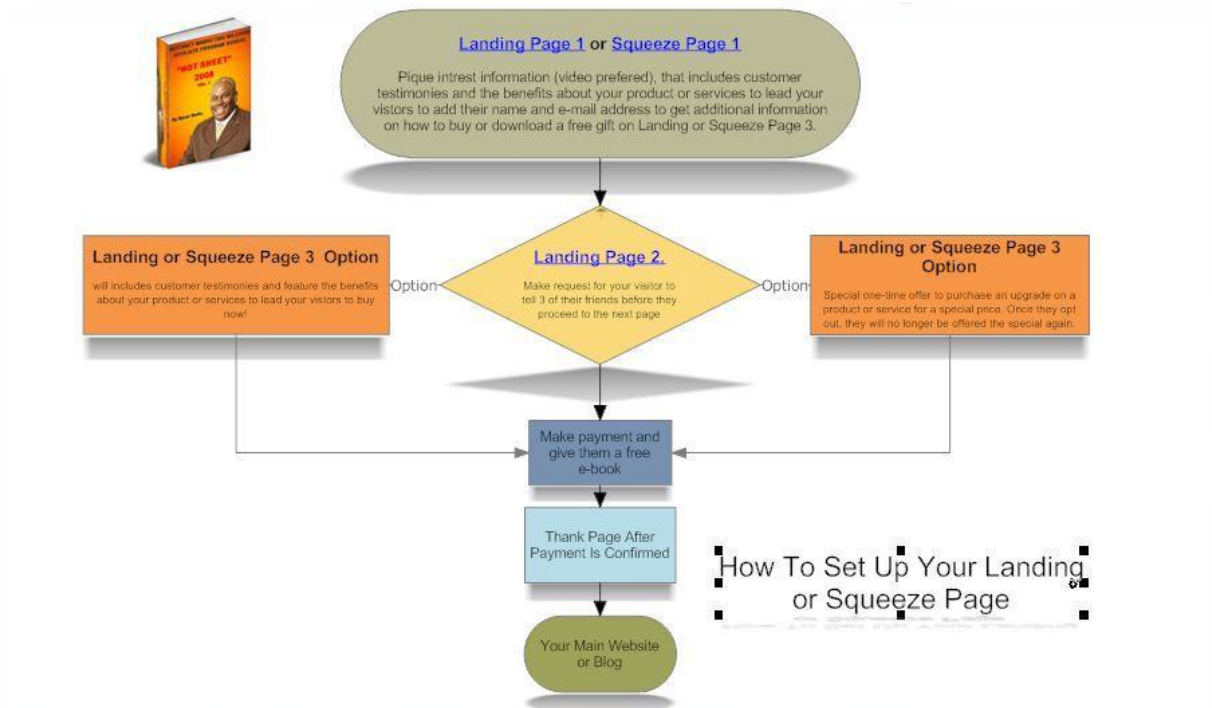 INTERNET MARKETING WELLNESS
AFFILIATE PROGRAM SCHOOL
"HOT SHEET"
2008
VOL. 1
Landing Page 1 or Squeeze Page 1
Pique intrest information (video prefered), that includes customer
testimonies and the benefits about your product or services to lead your
vistors to add their name and e-mail address to get additional information
on how to buy or download a free gift on Landing or Squeeze Page 3.
Landing or Squeeze Page 3 Option
will includes customer testimonies and feature the benefits
about your product or services to lead your vistors to buy
now!
Option
Landing Page 2.
Make request for your visitor to
tell 3 of their friends before they
proceed to the next page
Option
Landing or Squeeze Page 3
Option
Special one-time offer to purchase an upgrade on a
product or service for a special price. Once they opt
out, they will no longer be offered the special again.
Make payment and
give them a free
e-book
Thank Page After
Payment Is Confirmed
How To Set Up Your Landing
or Squeeze Page
Your Main Website
or Blog